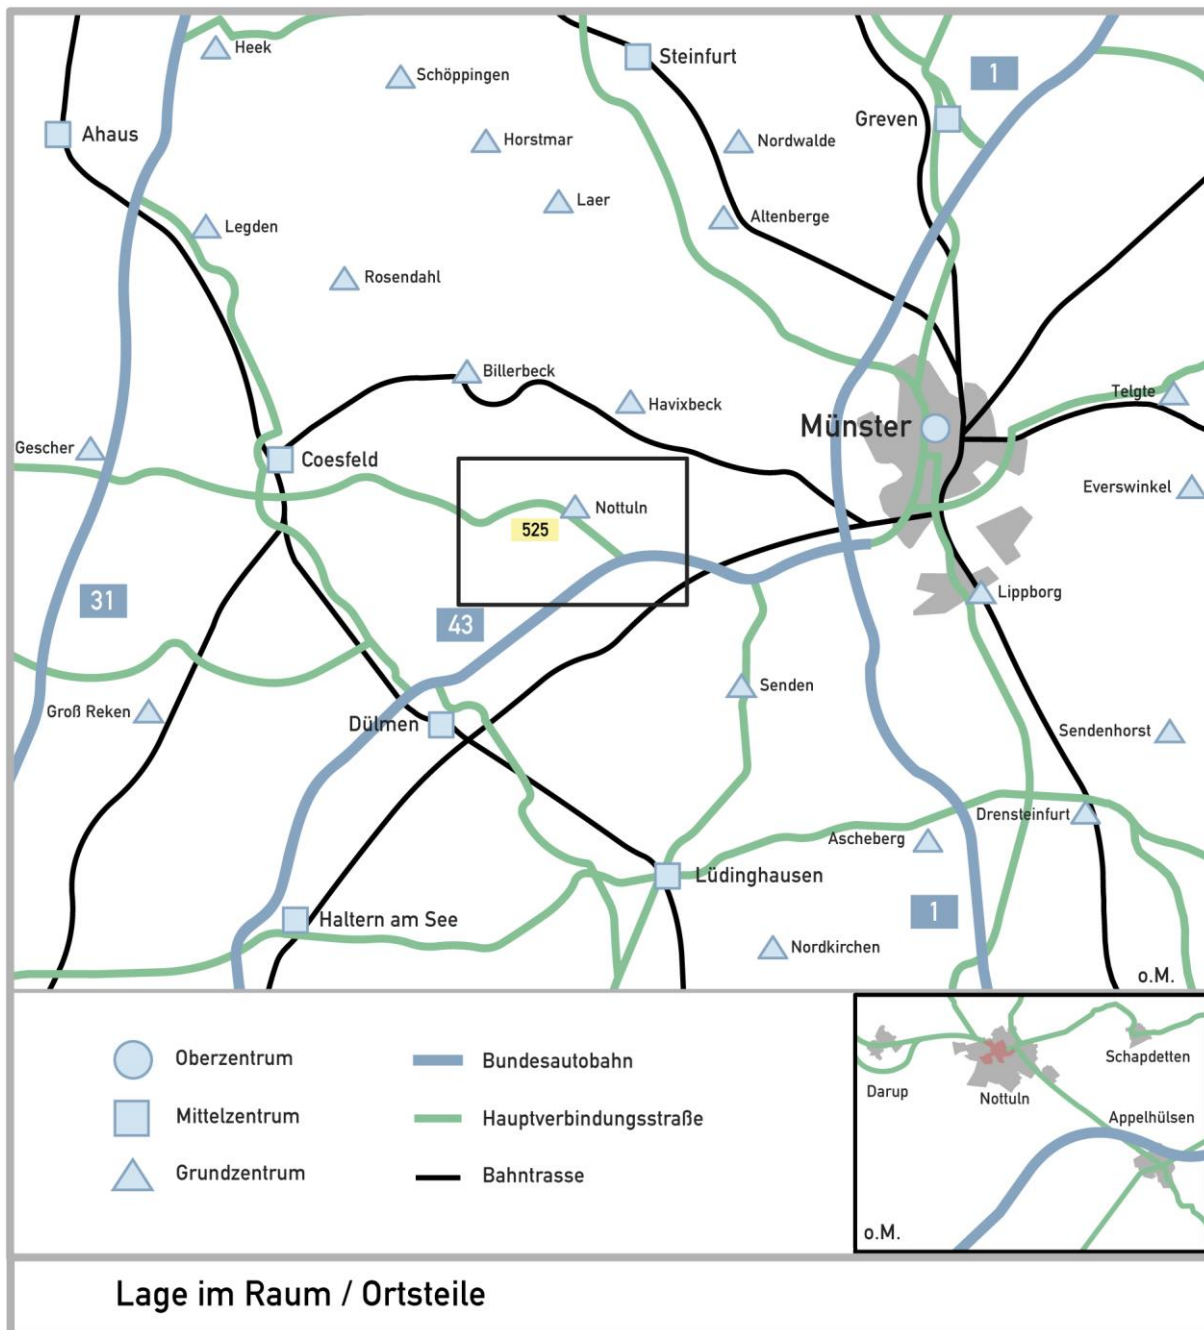 Heek
Steinfurt
Schöppingen
1
Ahaus
Greven
Horstmar
Nordwalde
Laer
Altenberge
Legden
Rosendahl
Billerbeck
Havixbeck
Telgte
Münster
Gescher
Coesfeld
Everswinkel
Nottuln
525
31
43
Lippborg
Senden
Groß Reken
Dülmen
Sendenhorst
Drensteinfurt
Ascheberg
Lüdinghausen
1
Haltern am See
Nordkirchen
o.M.
Oberzentrum
Bundesautobahn
Mittelzentrum
Hauptverbindungsstraße
Grundzentrum
Bahntrasse
Schapdetten
Darup
Nottuln
Appelhülsen
o.M.
Lage im Raum / Ortsteile